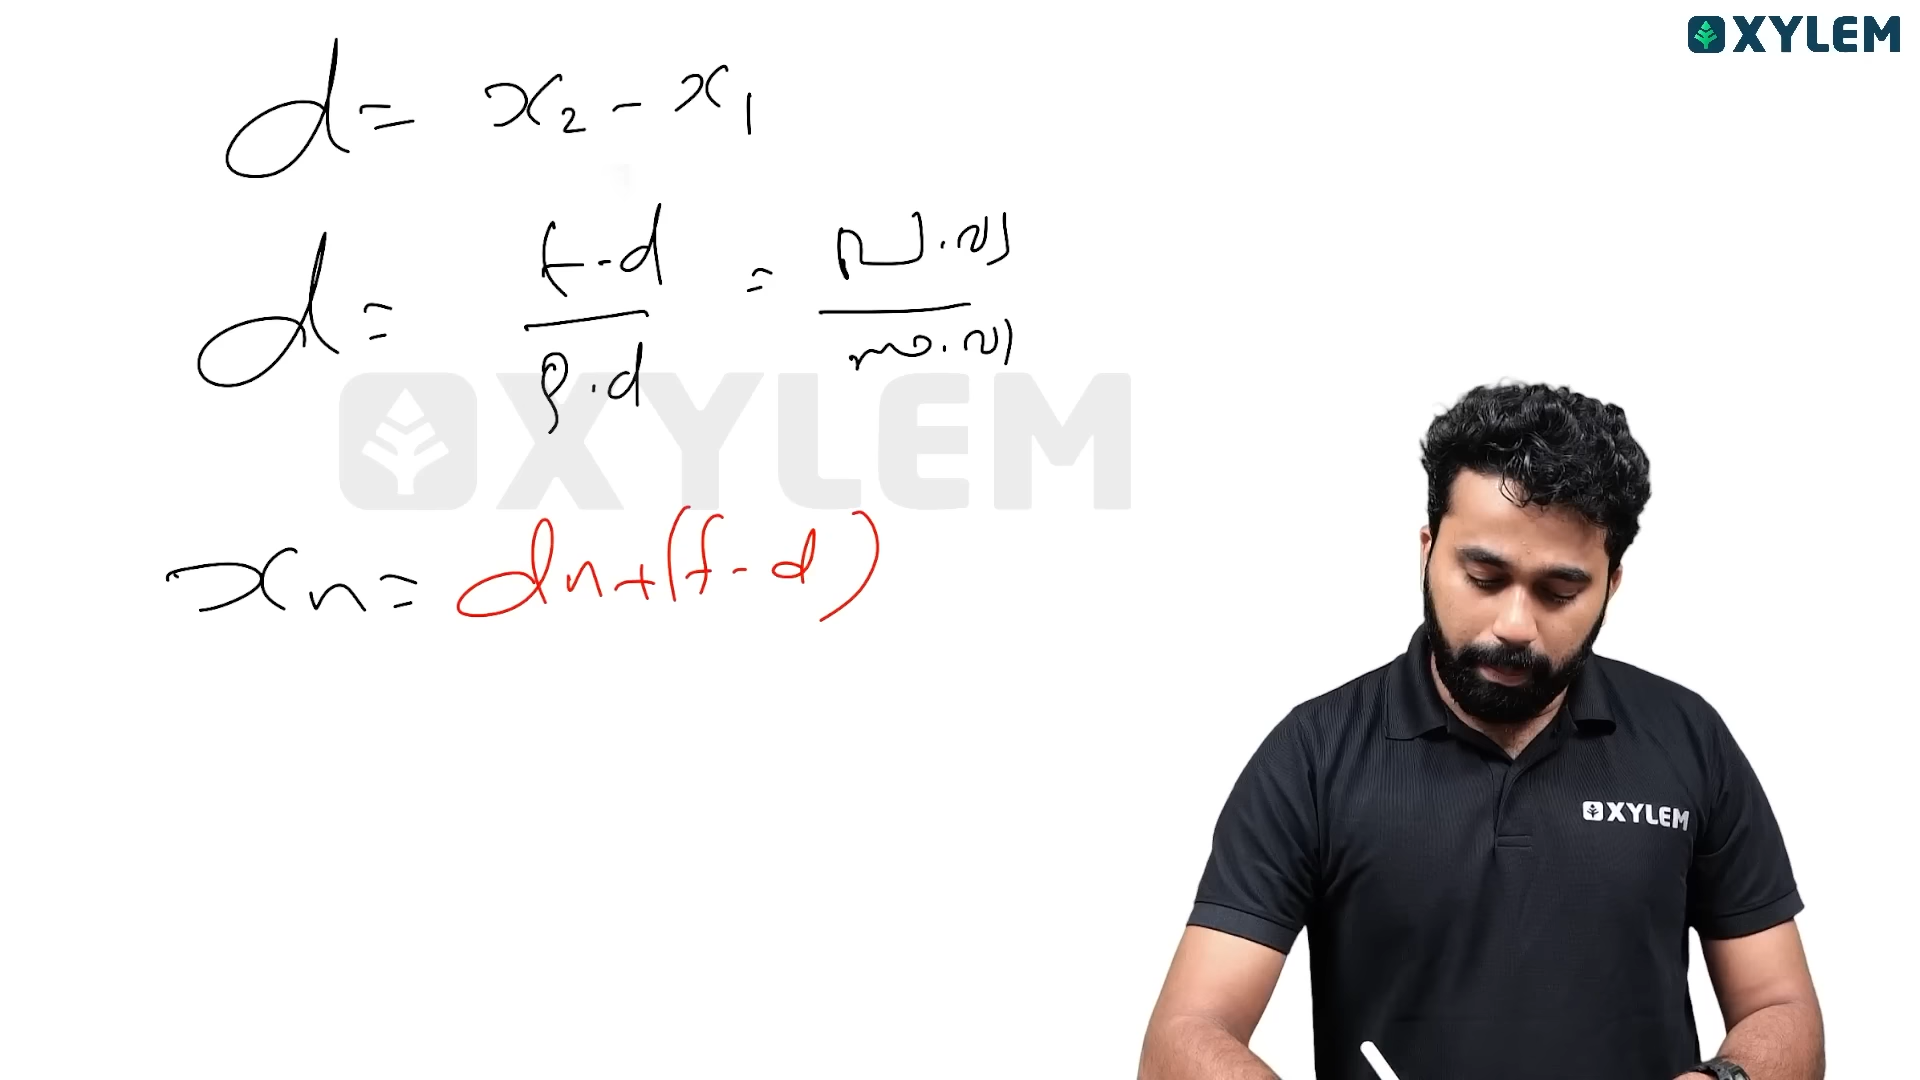 XYLEM
d = x₂ - x₁
d = t-d / p.d = പ.വ്യ
XYLEM
xₙ = dn+(f-d)
XYLEM